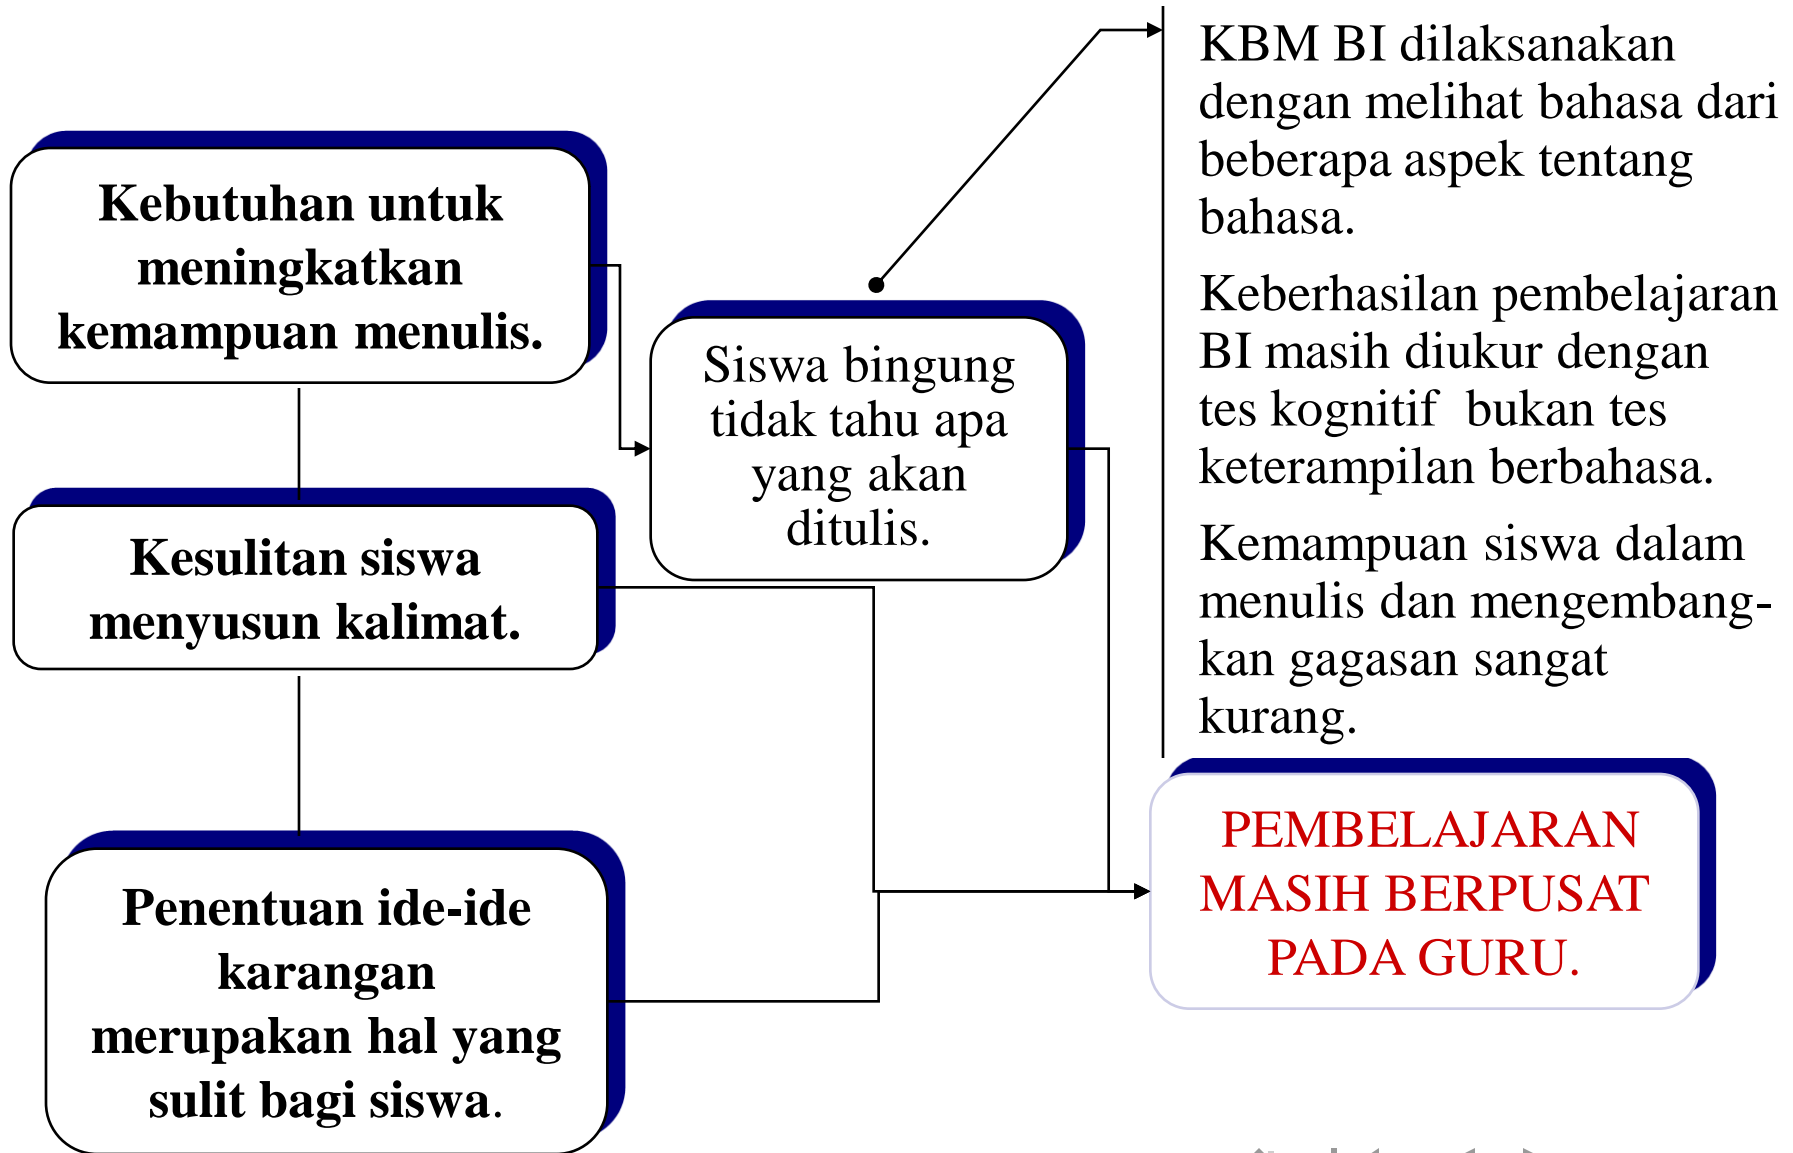 Kebutuhan untuk
meningkatkan
kemampuan menulis.
Kesulitan siswa
menyusun kalimat.
Penentuan ide-ide
karangan
merupakan hal yang
sulit bagi siswa.
Siswa bingung
tidak tahu apa
yang akan
ditulis.
KBM BI dilaksanakan
dengan melihat bahasa dari
beberapa aspek tentang
bahasa.
Keberhasilan pembelajaran
BI masih diukur dengan
tes kognitif bukan tes
keterampilan berbahasa.
Kemampuan siswa dalam
menulis dan mengembang-
kan gagasan sangat
kurang.
PEMBELAJARAN
MASIH BERPUSAT
PADA GURU.